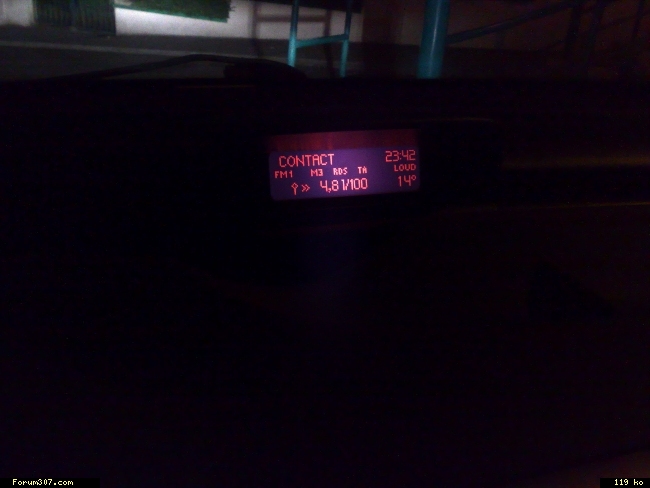 CONTACT 23:42
FM1 M3 RDS TA LOUD
4,8 l/100 14°
Forum307.com
119 ko